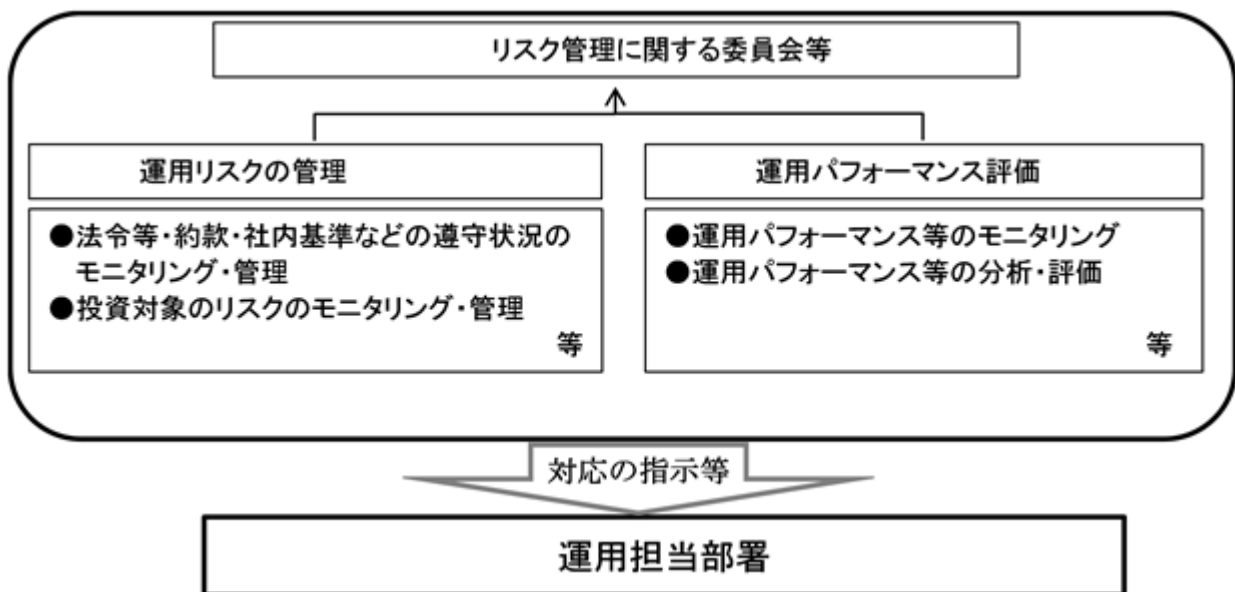 リスク管理に関する委員会等
運用リスクの管理
●法令等・約款・社内基準などの遵守状況の
モニタリング・管理
●投資対象のリスクのモニタリング・管理
等
運用パフォーマンス評価
●運用パフォーマンス等のモニタリング
●運用パフォーマンス等の分析・評価
等
対応の指示等
運用担当部署